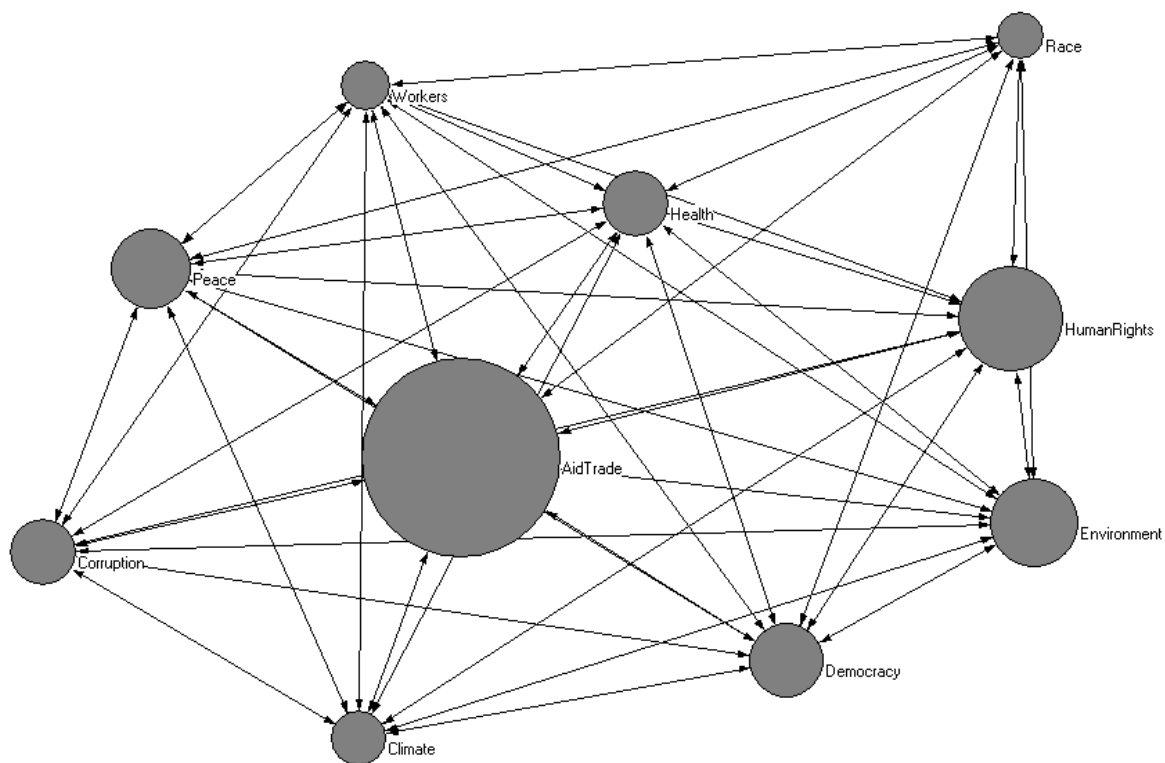 Race
Workers
Health
Peace
HumanRights
AidTrade
Environment
Corruption
Democracy
Climate